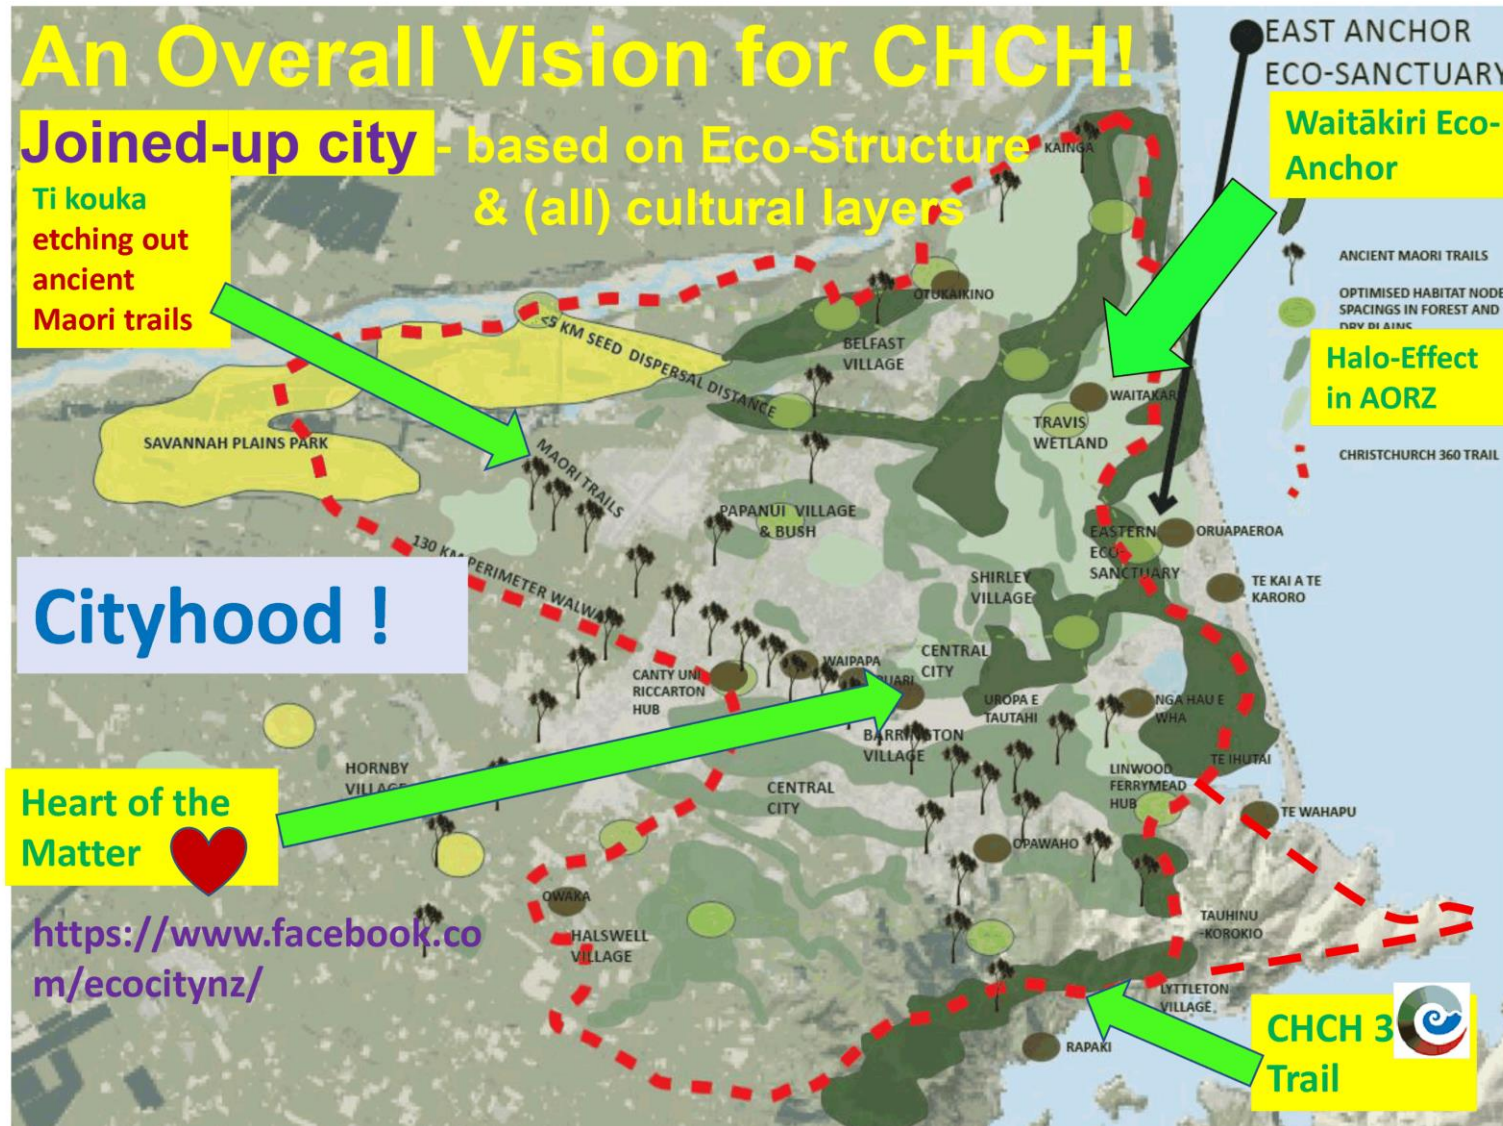 An Overall Vision for CHCH!
Joined-up city - based on Eco-Structure
& (all) cultural layers
Ti kouka
etching out
ancient
Maori trails
EAST ANCHOR
ECO-SANCTUARY
Waitākiri Eco-
Anchor
ANCIENT MAORI TRAILS
OPTIMISED HABITAT NODE
SPACINGS IN FOREST AND
DRY PLAINS
Halo-Effect
in AORZ
CHRISTCHURCH 360 TRAIL
KAINGA
OTUKAIKINO
BELFAST
VILLAGE
<5 KM SEED DISPERSAL DISTANCE
SAVANNAH PLAINS PARK
MAORI TRAILS
130 KM PERIMETER WALWA
WAITAKAR
TRAVIS
WETLAND
PAPANUI VILLAGE
& BUSH
EASTERN
ECO-
SANCTUARY
ORUAPAEROA
SHIRLEY
VILLAGE
TE KAI A TE
KARORO
Cityhood !
CENTRAL
CITY
CANTY UNI
RICCARTON
HUB
WAIPAPA
PUARI
UROPA E
TAUTAHI
NGA HAU E
WHA
BARRINGTON
VILLAGE
TE IHUTAI
HORNBY
VILLAGE
CENTRAL
CITY
LINWOOD
FERRYMEAD
HUB
TE WAHAPU
Heart of the
Matter
OPAWAHO
OWAKA
HALSWELL
VILLAGE
TAUHINU
-KOROKIO
https://www.facebook.co
m/ecocitynz/
LYTTLETON
VILLAGE
RAPAKI
CHCH 3
Trail